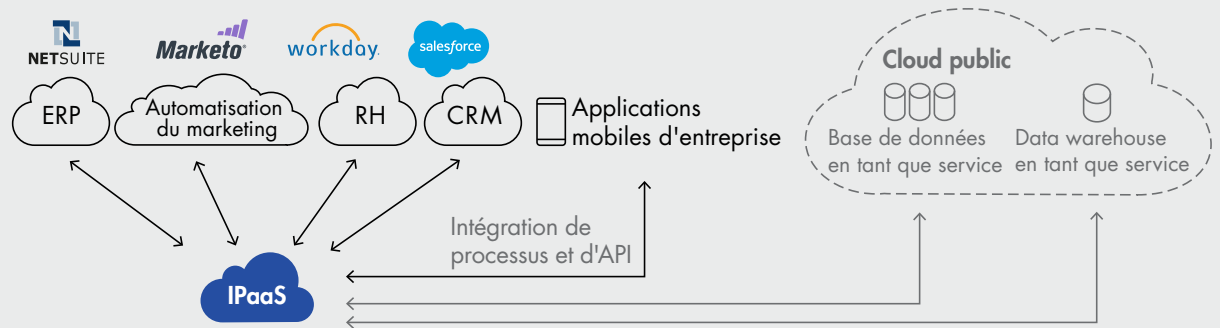 NETSUITE
Marketo
workday.
salesforce
ERP
Automatisation
du marketing
RH
CRM
Applications
mobiles d'entreprise
Cloud public
Base de données
en tant que service
Data warehouse
en tant que service
Intégration de
processus et d'API
IPaaS